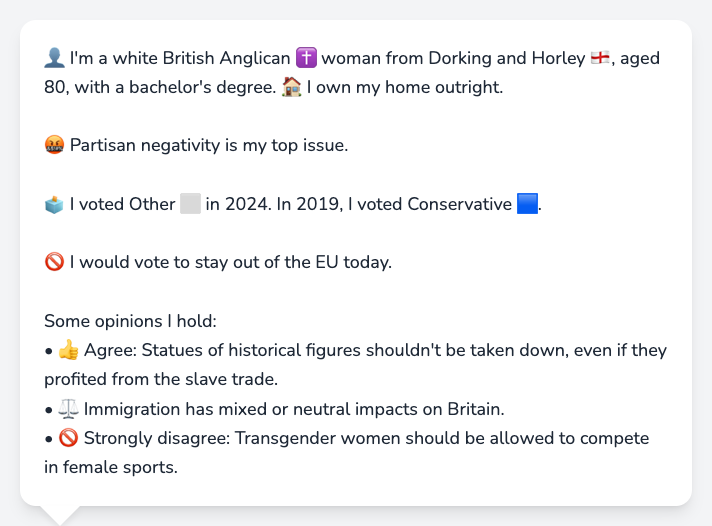 👤 I'm a white British Anglican ✝️ woman from Dorking and Horley 🏴󠁧󠁢󠁥󠁮󠁧󠁿, aged
80, with a bachelor's degree. 🏠 I own my home outright.
🤬 Partisan negativity is my top issue.
🗳️ I voted Other ⬜ in 2024. In 2019, I voted Conservative 🟦.
🚫 I would vote to stay out of the EU today.
Some opinions I hold:
• 👍 Agree: Statues of historical figures shouldn't be taken down, even if they
profited from the slave trade.
• ⚖️ Immigration has mixed or neutral impacts on Britain.
• 🚫 Strongly disagree: Transgender women should be allowed to compete
in female sports.